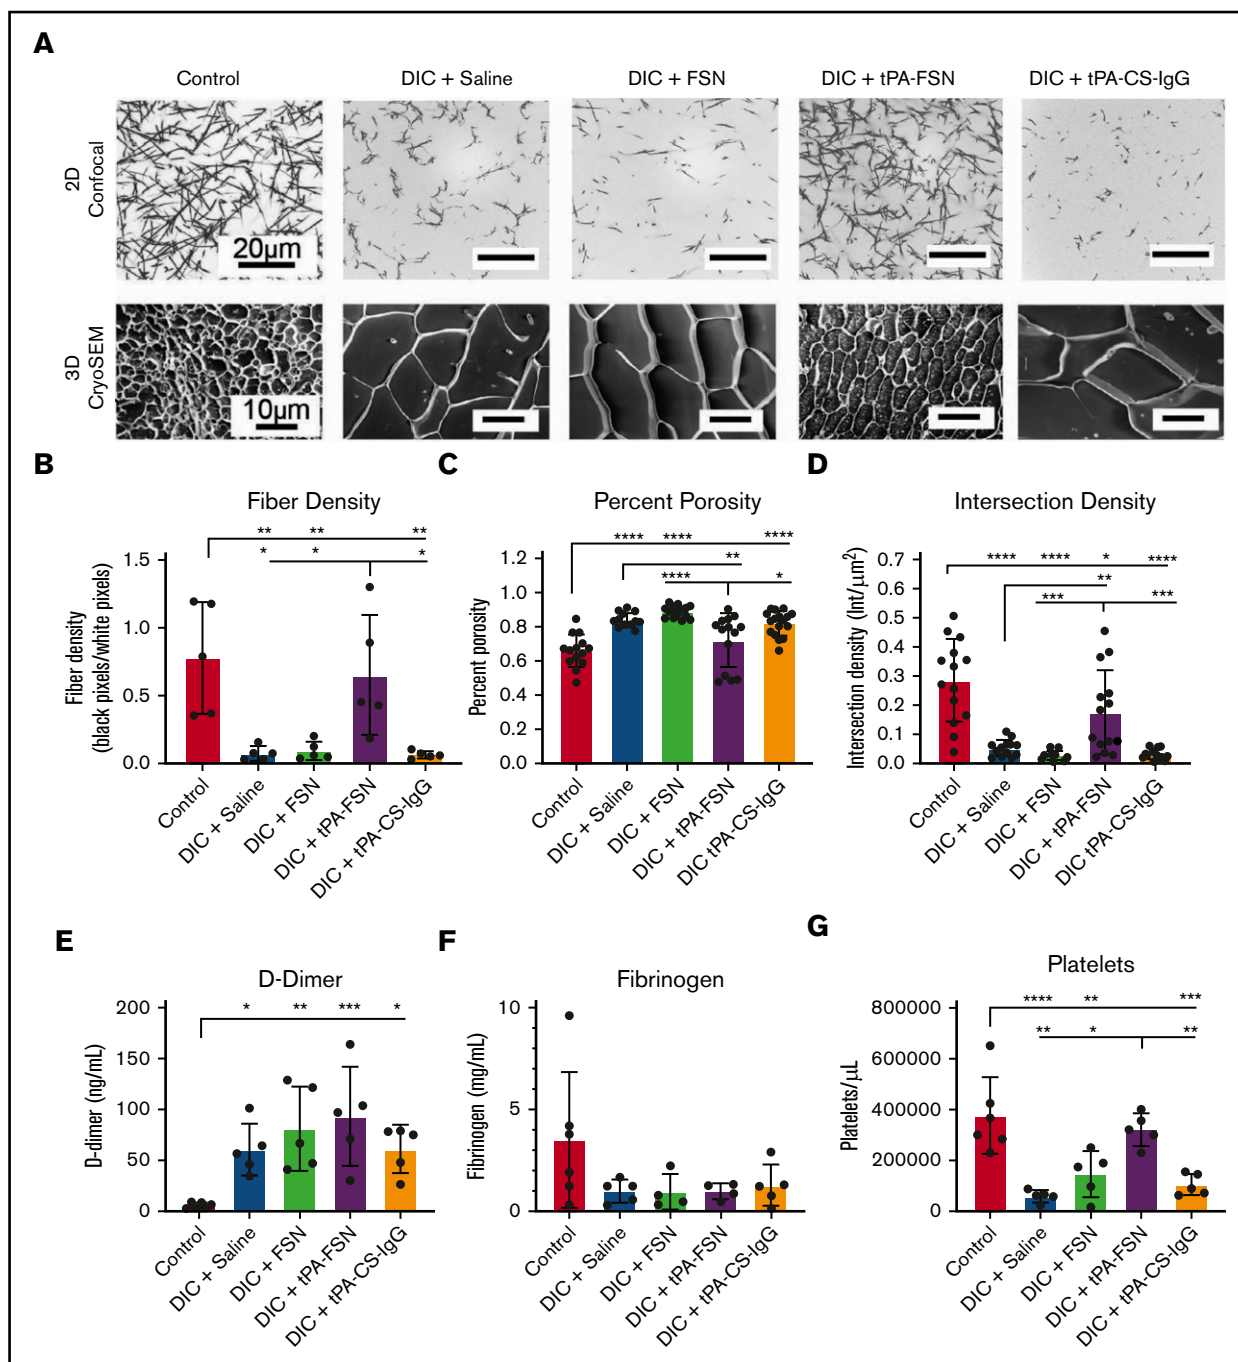 A
Control
DIC + Saline
DIC + FSN
DIC + tPA-FSN
DIC + tPA-CS-IgG
2D
Confocal
20μm
3D
CryoSEM
10μm
B
Fiber Density
** ** **
* * *
Fiber density
(black pixels/white pixels)
1.5
1.0
0.5
0.0
Control
DIC + Saline
DIC + FSN
DIC + tPA-FSN
DIC + tPA-CS-IgG
C
Percent Porosity
**** **** ****
**
**** *
Percent porosity
1.2
1.0
0.8
0.6
0.4
0.2
0.0
Control
DIC + Saline
DIC + FSN
DIC + tPA-FSN
DIC tPA-CS-IgG
D
Intersection Density
**** **** * ****
**
*** ***
Intersection density (Int/μm²)
0.7
0.6
0.5
0.4
0.3
0.2
0.1
0.0
Control
DIC + Saline
DIC + FSN
DIC + tPA-FSN
DIC + tPA-CS-IgG
E
D-Dimer
* ** *** *
D-dimer (ng/mL)
200
150
100
50
0
Control
DIC + Saline
DIC + FSN
DIC + tPA-FSN
DIC + tPA-CS-IgG
F
Fibrinogen
Fibrinogen (mg/mL)
10
5
0
Control
DIC + Saline
DIC + FSN
DIC + tPA-FSN
DIC + tPA-CS-IgG
G
Platelets
**** ** ***
** * **
Platelets/μL
800000
600000
400000
200000
0
Control
DIC + Saline
DIC + FSN
DIC + tPA-FSN
DIC + tPA-CS-IgG